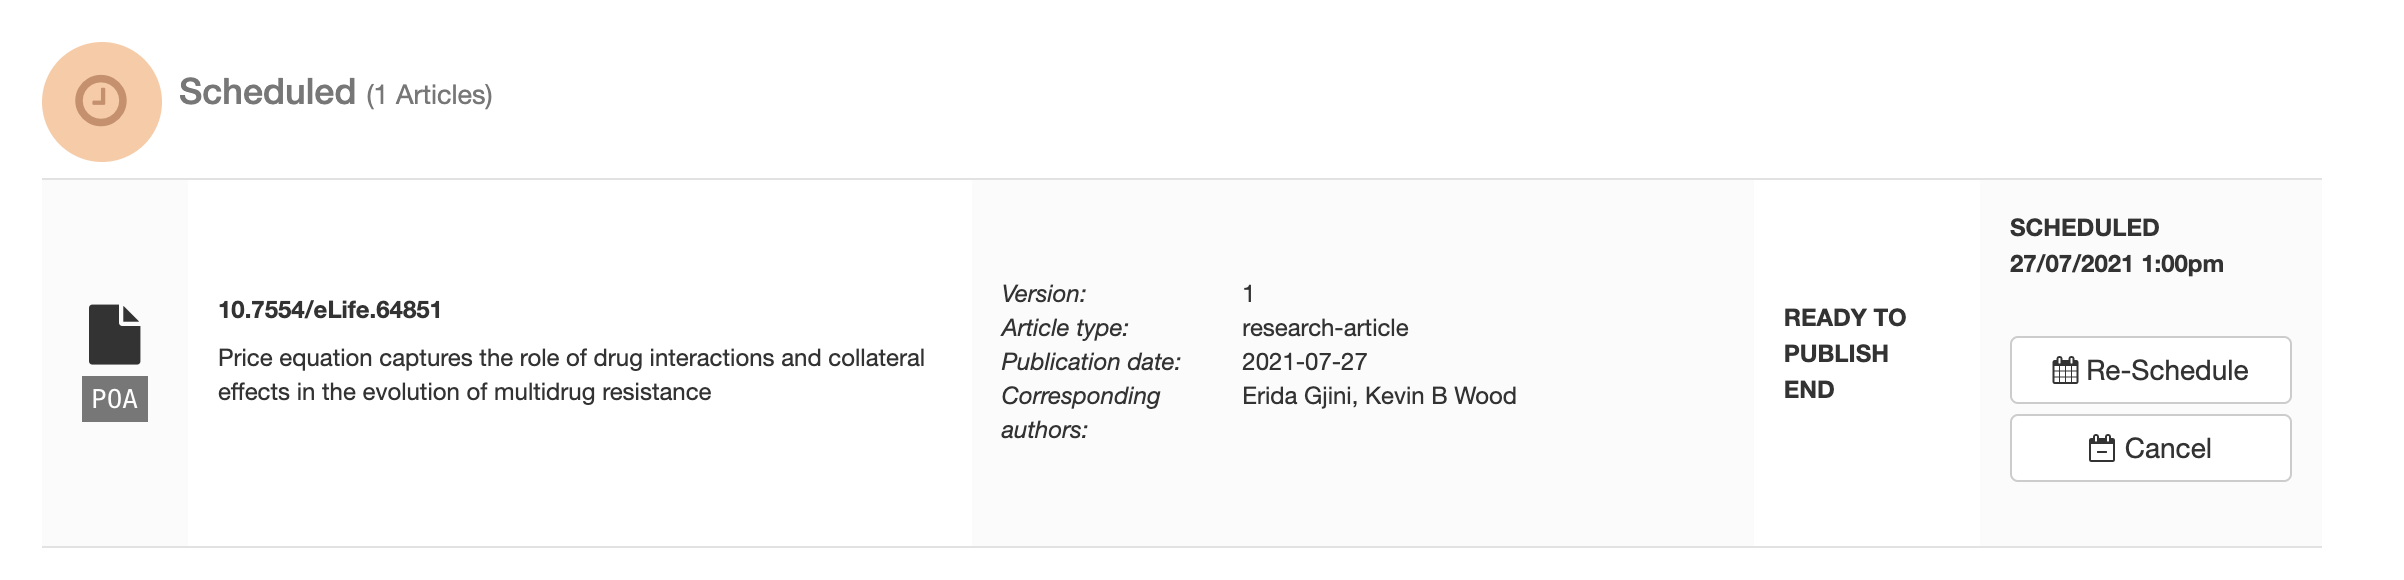 Scheduled (1 Articles)
POA
10.7554/eLife.64851
Price equation captures the role of drug interactions and collateral
effects in the evolution of multidrug resistance
Version: 1
Article type: research-article
Publication date: 2021-07-27
Corresponding Erida Gjini, Kevin B Wood
authors:
READY TO
PUBLISH
END
SCHEDULED
27/07/2021 1:00pm
Re-Schedule
Cancel